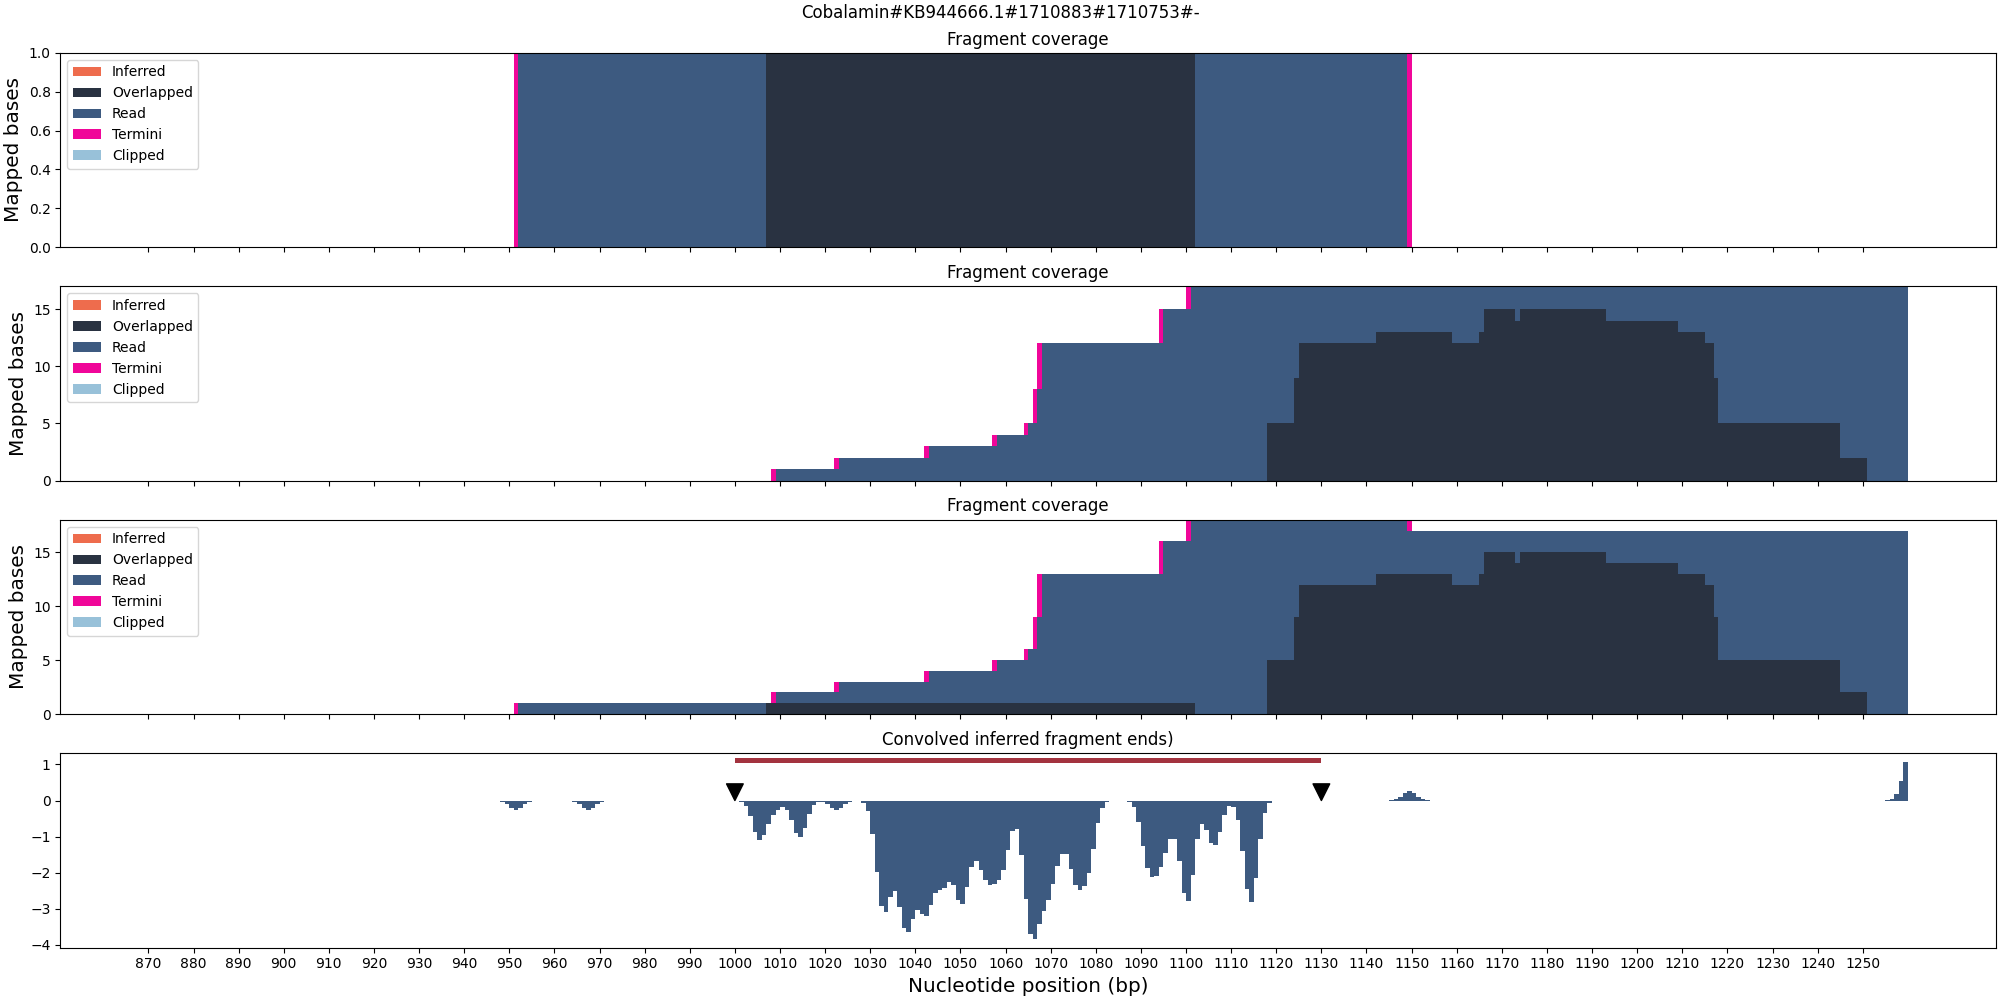 Cobalamin#KB944666.1#1710883#1710753#-
Fragment coverage
Mapped bases
1.0
0.8
0.6
0.4
0.2
0.0
Inferred
Overlapped
Read
Termini
Clipped
Fragment coverage
Mapped bases
15
10
5
0
Inferred
Overlapped
Read
Termini
Clipped
Fragment coverage
Mapped bases
15
10
5
0
Inferred
Overlapped
Read
Termini
Clipped
Convolved inferred fragment ends)
1
0
−1
−2
−3
−4
870 880 890 900 910 920 930 940 950 960 970 980 990 1000 1010 1020 1030 1040 1050 1060 1070 1080 1090 1100 1110 1120 1130 1140 1150 1160 1170 1180 1190 1200 1210 1220 1230 1240 1250
Nucleotide position (bp)